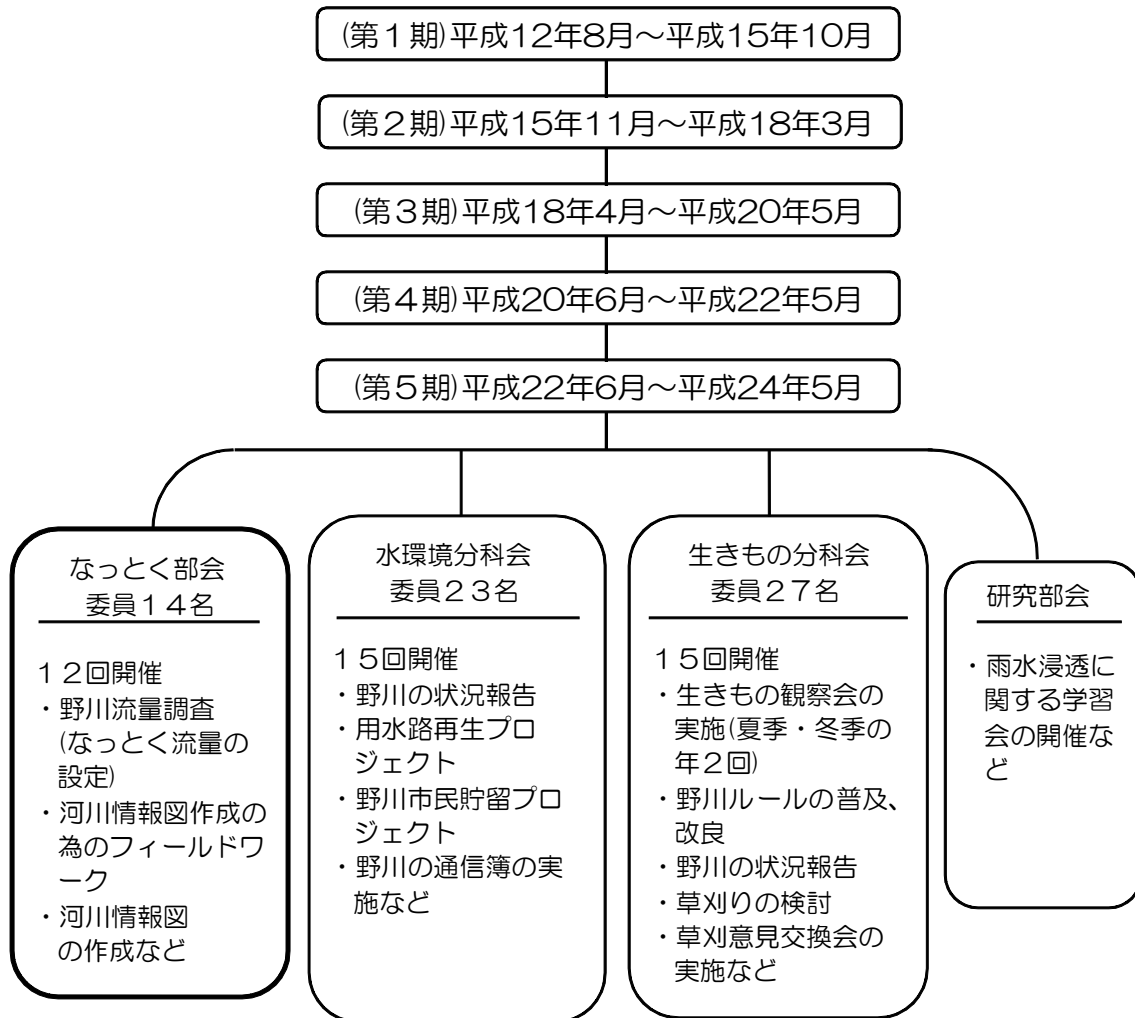 (第１期)平成12年8月～平成15年10月
(第２期)平成15年11月～平成18年3月
(第３期)平成18年4月～平成20年5月
(第４期)平成20年6月～平成22年5月
(第５期)平成22年6月～平成24年5月
なっとく部会
委員１４名
１２回開催
・野川流量調査
(なっとく流量の
設定)
・河川情報図作成の
為のフィールドワ
ーク
・河川情報図
の作成など
水環境分科会
委員２３名
１５回開催
・野川の状況報告
・用水路再生プロ
ジェクト
・野川市民貯留プロ
ジェクト
・野川の通信簿の実
施など
生きもの分科会
委員２７名
１５回開催
・生きもの観察会の
実施(夏季・冬季の
年２回)
・野川ルールの普及、
改良
・野川の状況報告
・草刈りの検討
・草刈意見交換会の
実施など
研究部会
・雨水浸透に
関する学習
会の開催な
ど